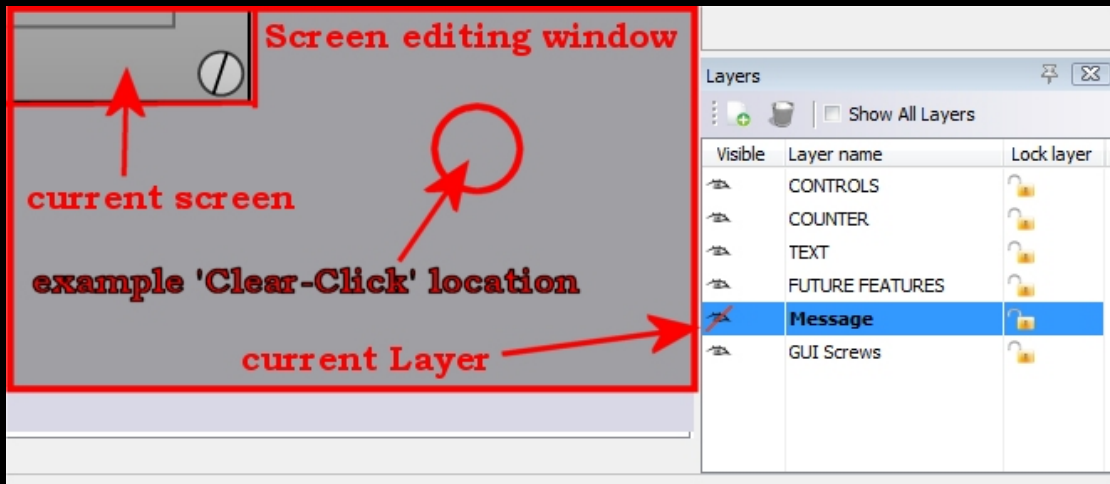 Screen editing window
current screen
example 'Clear-Click' location
current Layer
Layers
Show All Layers
Visible Layer name Lock layer
CONTROLS
COUNTER
TEXT
FUTURE FEATURES
Message
GUI Screws